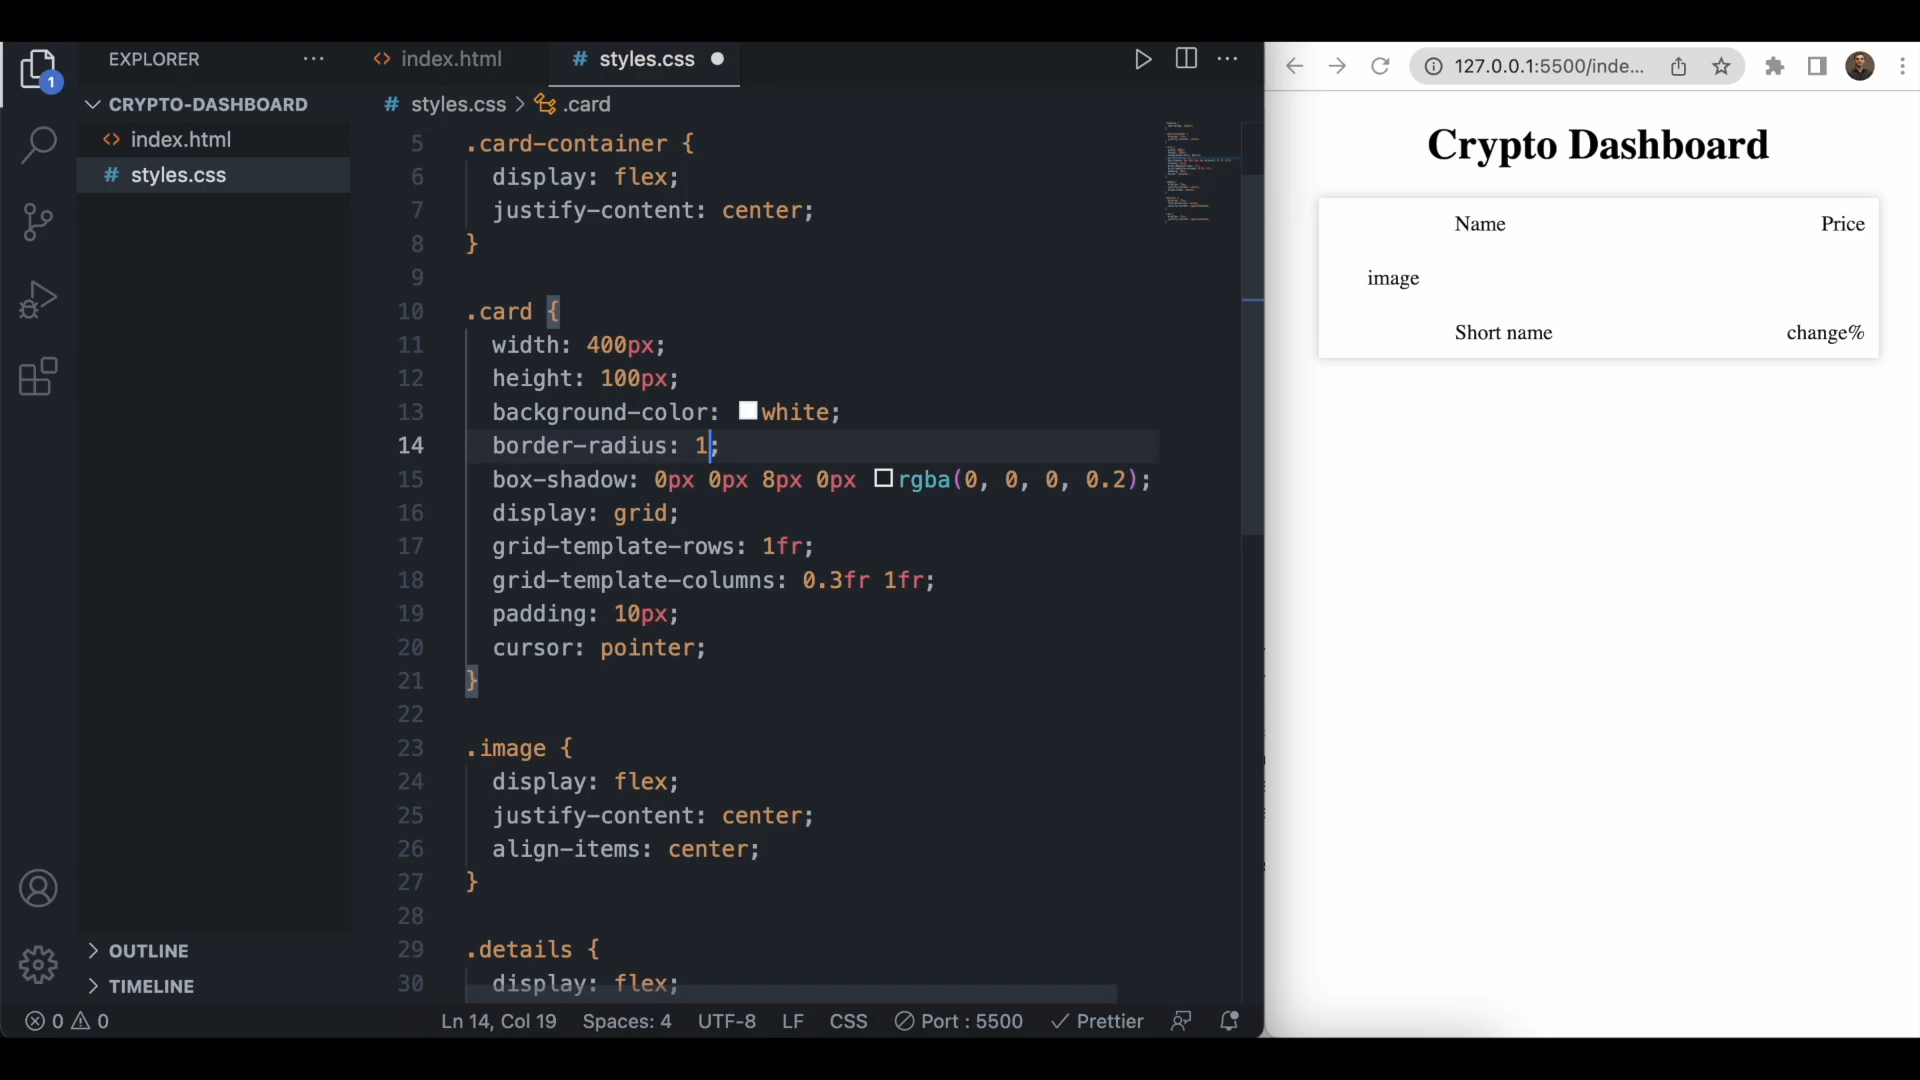 EXPLORER
index.html
# styles.css
127.0.0.1:5500/inde...
1
CRYPTO-DASHBOARD
# styles.css > .card
index.html
# styles.css
5 .card-container {
6 display: flex;
7 justify-content: center;
8 }
9
10 .card {
11 width: 400px;
12 height: 100px;
13 background-color: white;
14 border-radius: 1;
15 box-shadow: 0px 0px 8px 0px rgba(0, 0, 0, 0.2);
16 display: grid;
17 grid-template-rows: 1fr;
18 grid-template-columns: 0.3fr 1fr;
19 padding: 10px;
20 cursor: pointer;
21 }
22
23 .image {
24 display: flex;
25 justify-content: center;
26 align-items: center;
27 }
28
29 .details {
30 display: flex;
OUTLINE
TIMELINE
0 0 Ln 14, Col 19 Spaces: 4 UTF-8 LF CSS Port : 5500 Prettier
Crypto Dashboard
Name Price
image
Short name change%